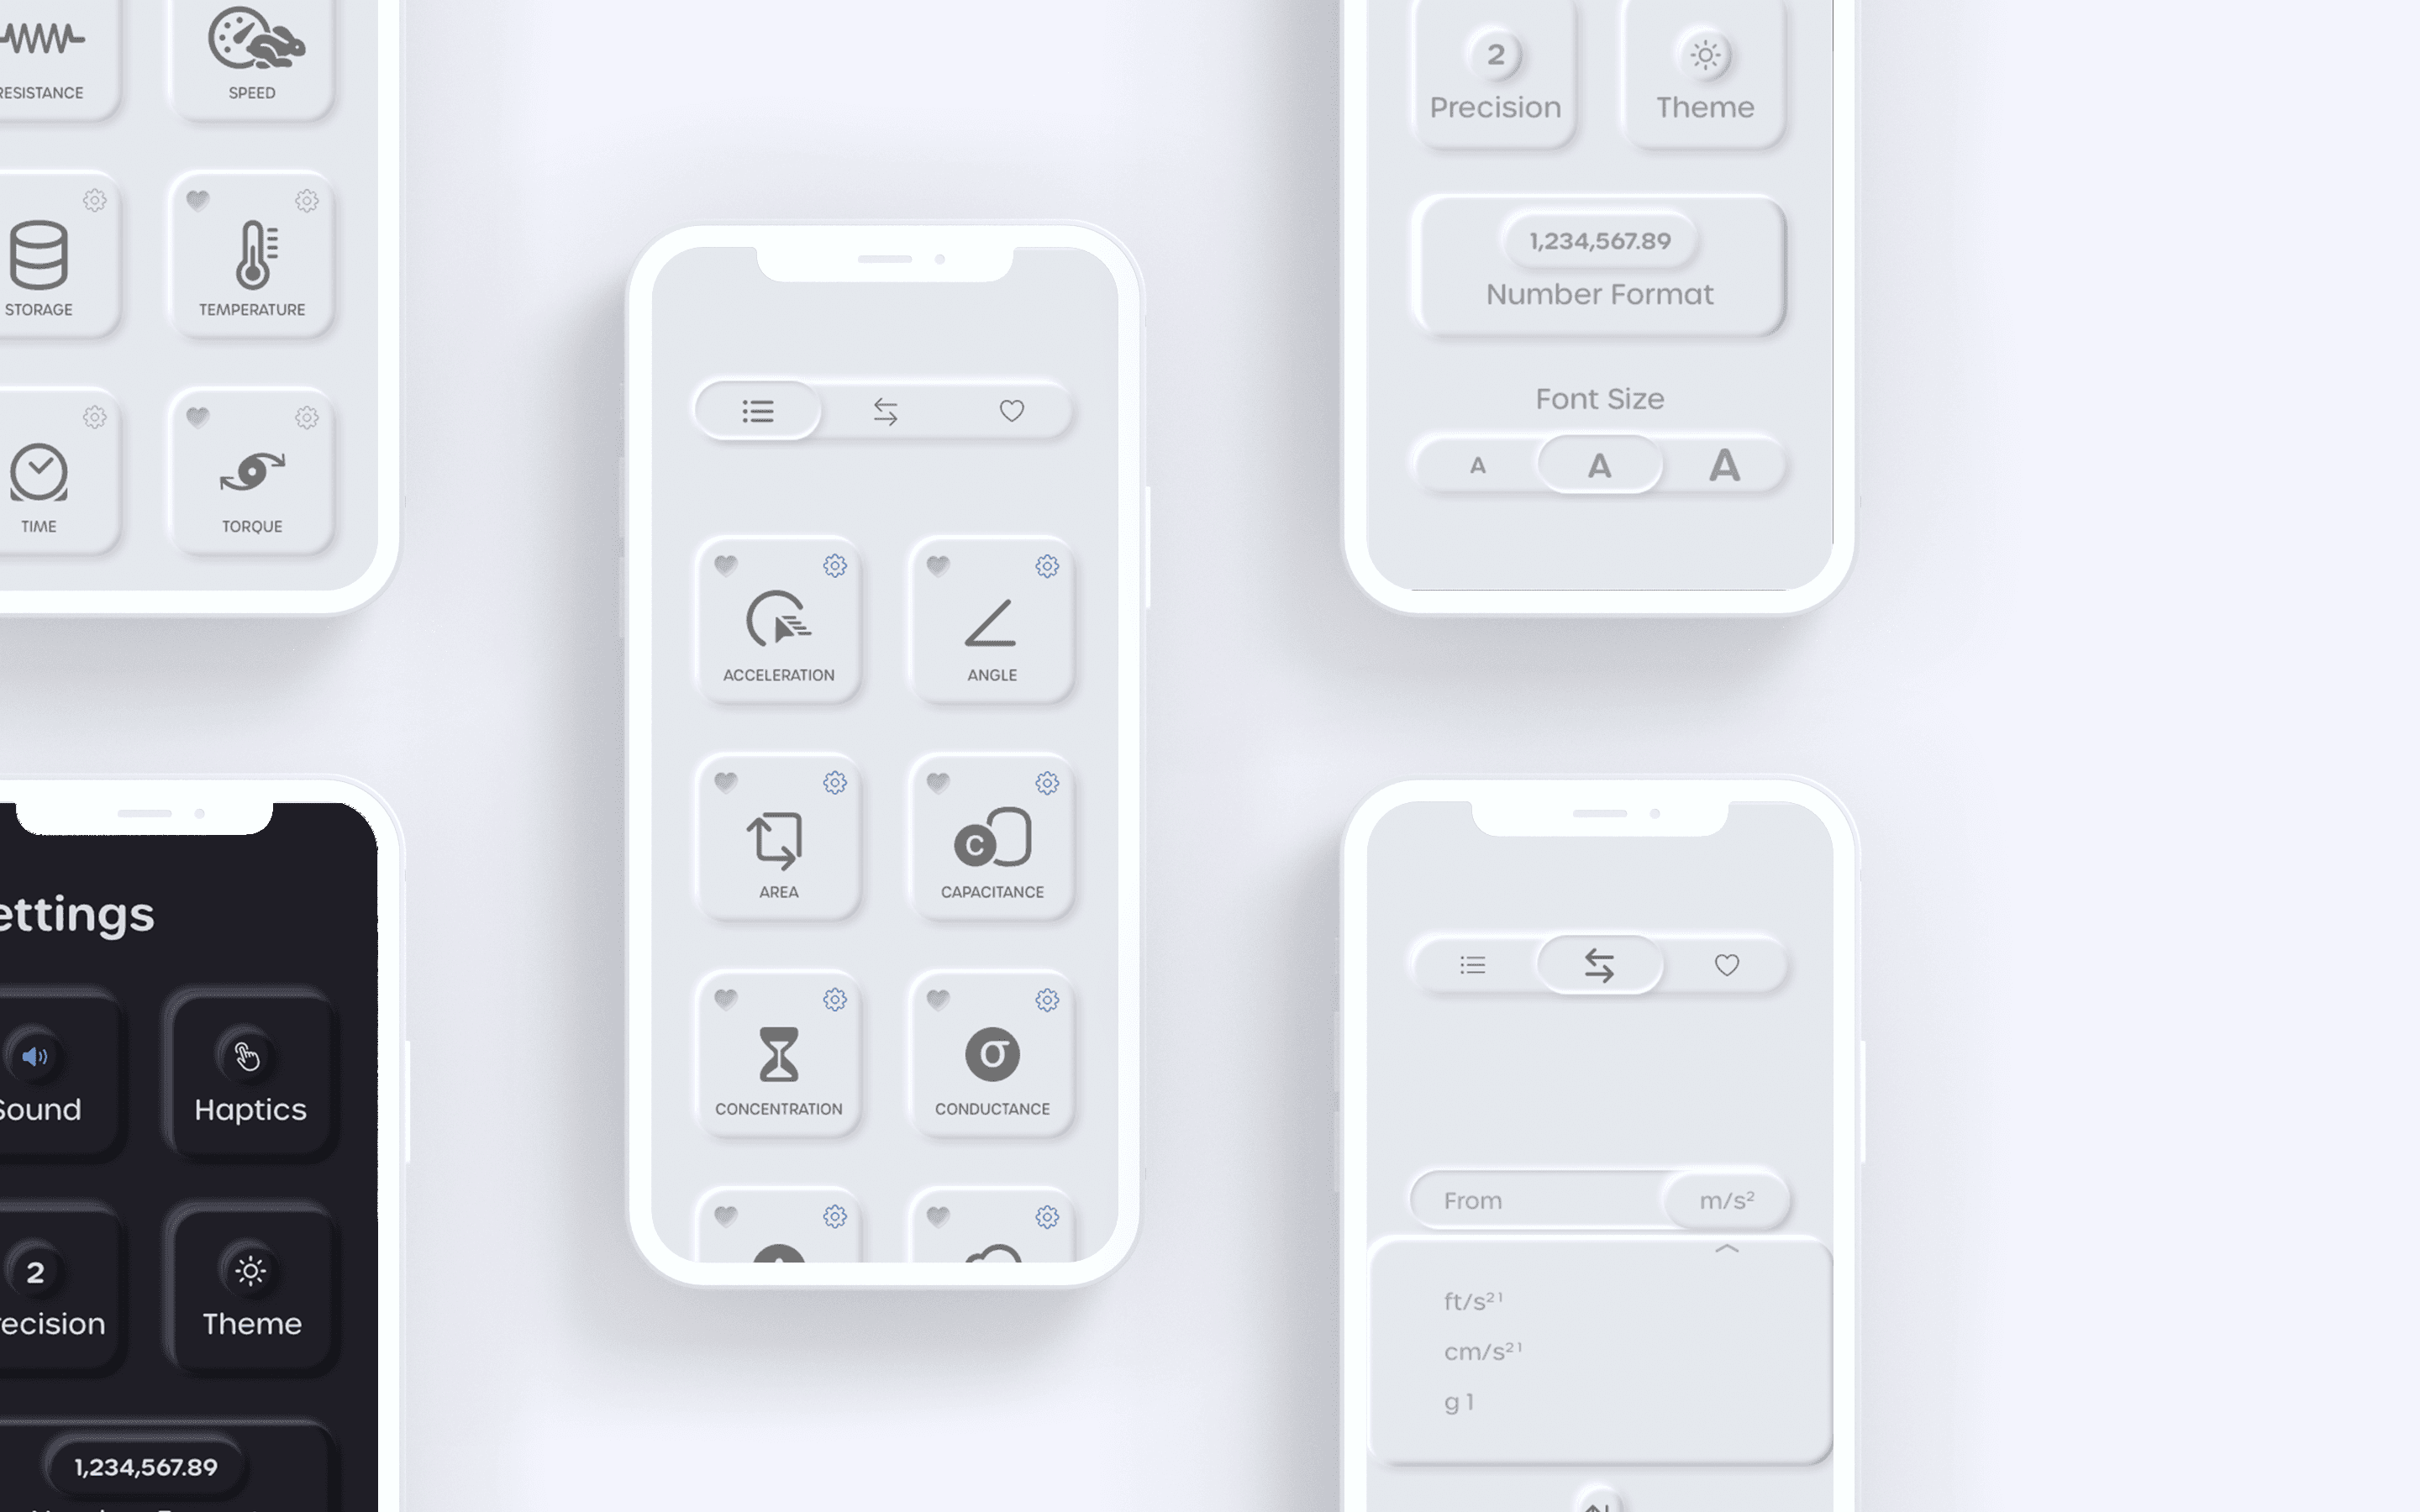 RESISTANCE
SPEED
STORAGE
TEMPERATURE
TIME
TORQUE
ettings
Sound
Haptics
2
recision
Theme
1,234,567.89
ACCELERATION
ANGLE
AREA
C
CAPACITANCE
CONCENTRATION
σ
CONDUCTANCE
2
Precision
Theme
1,234,567.89
Number Format
Font Size
A A A
From m/s²
ft/s²¹
cm/s²¹
g 1